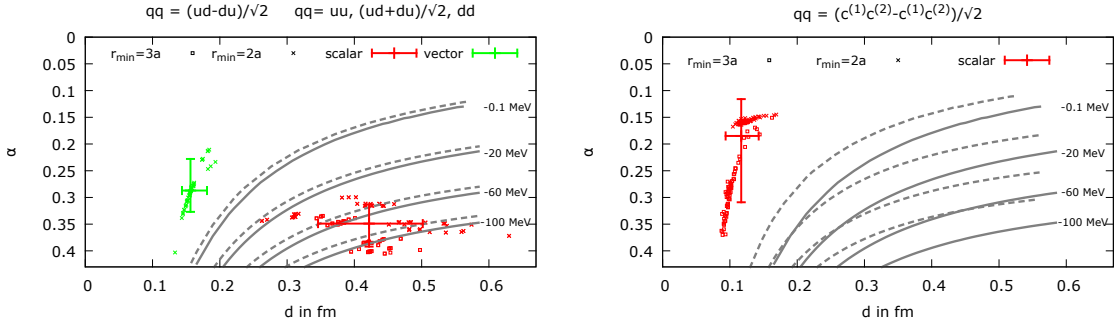 qq = (ud-du)/√2 qq= uu, (ud+du)/√2, dd
0
0.05
0.1
0.15
0.2
0.25
0.3
0.35
0.4
α
r_min=3a r_min=2a scalar vector
-0.1 MeV
-20 MeV
-60 MeV
-100 MeV
0 0.1 0.2 0.3 0.4 0.5 0.6
d in fm
qq = (c⁽¹⁾c⁽²⁾-c⁽¹⁾c⁽²⁾)/√2
0
0.05
0.1
0.15
0.2
0.25
0.3
0.35
0.4
α
r_min=3a r_min=2a scalar
-0.1 MeV
-20 MeV
-60 MeV
-100 MeV
0 0.1 0.2 0.3 0.4 0.5 0.6
d in fm